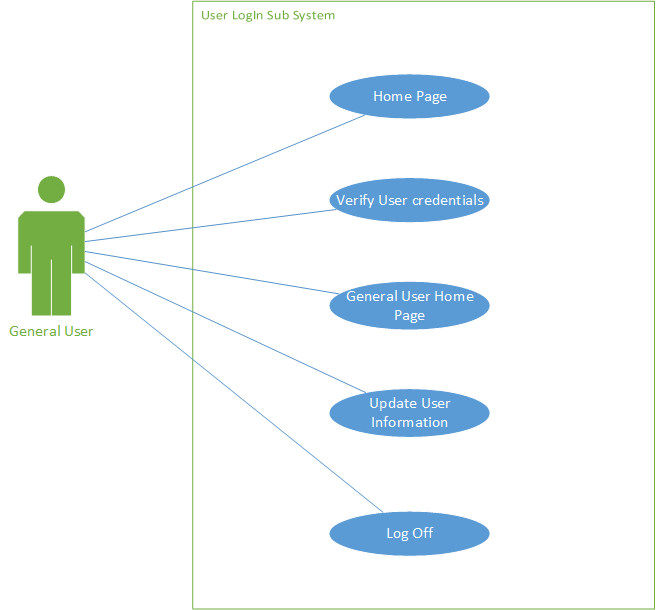 User LogIn Sub System
Home Page
Verify User credentials
General User Home
Page
General User
Update User
Information
Log Off